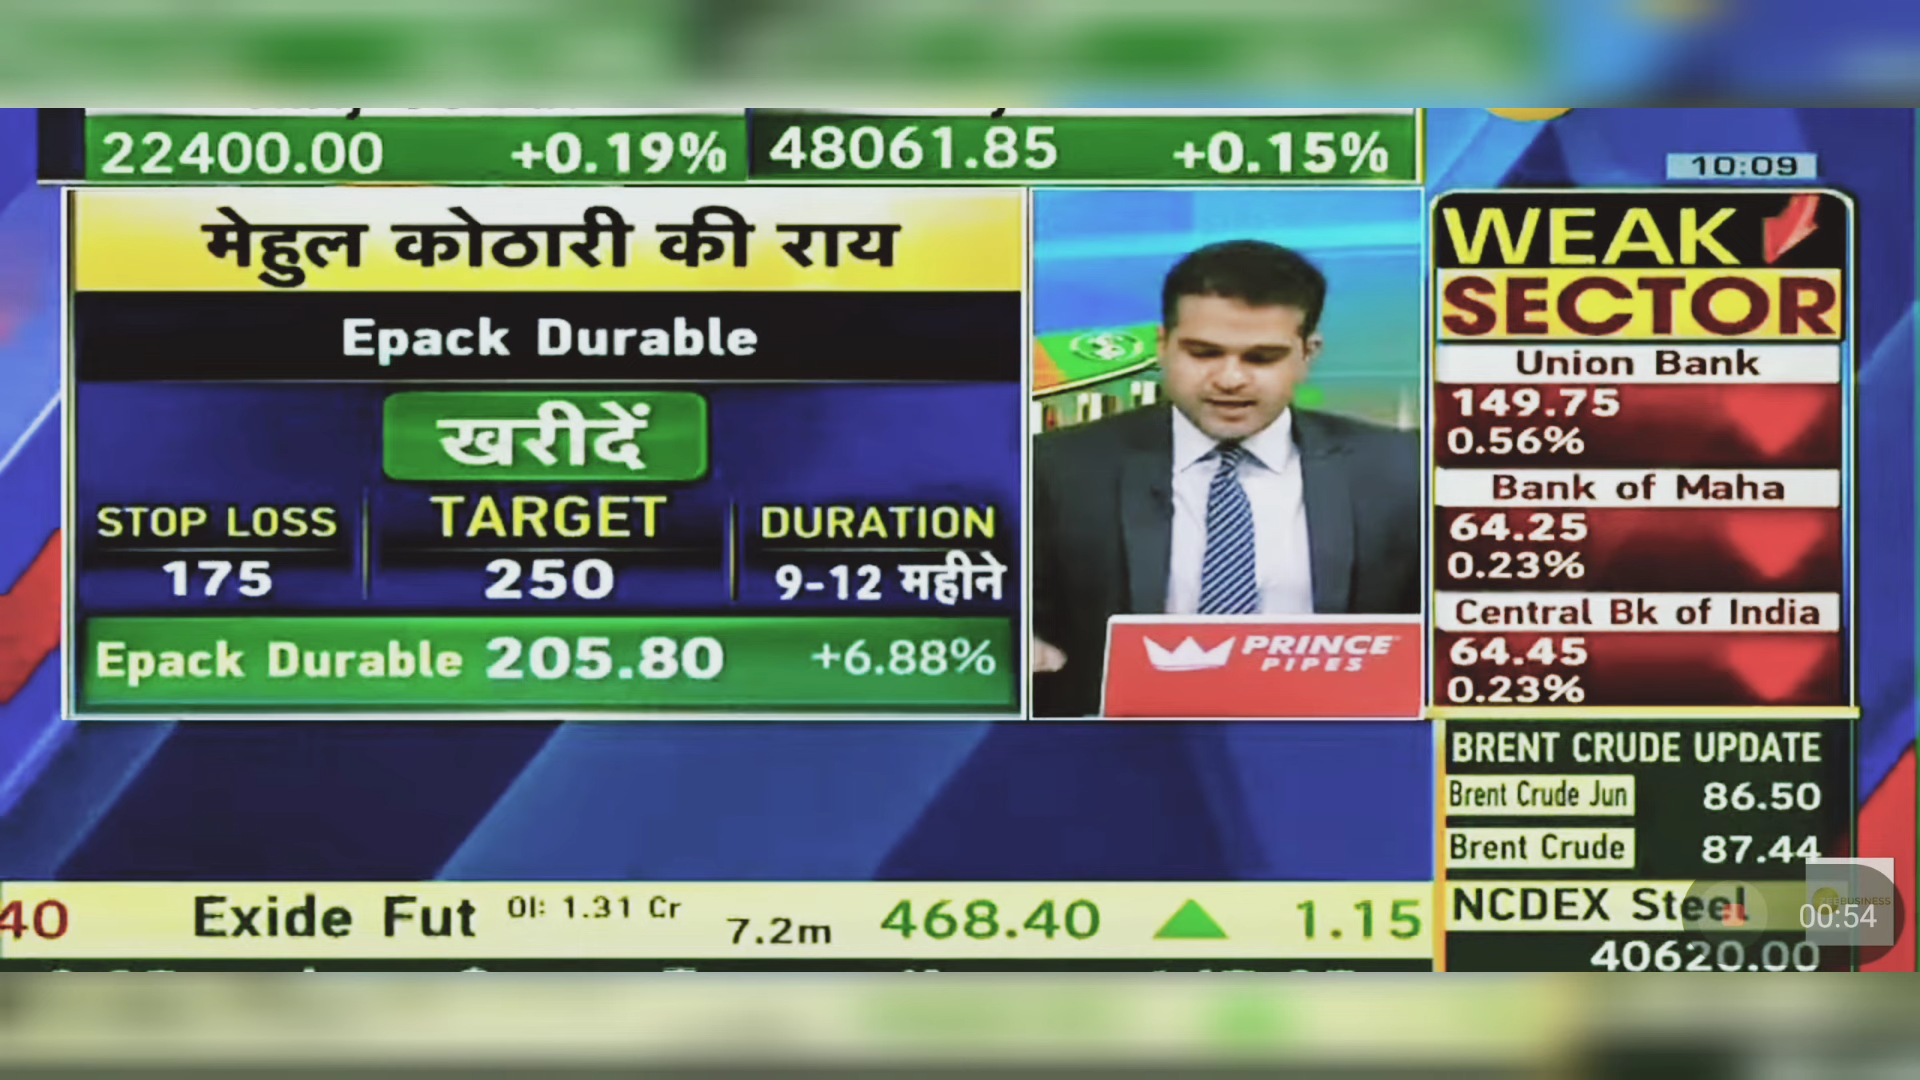 22400.00 +0.19% 48061.85 +0.15%
10:09
मेहुल कोठारी की राय
Epack Durable
खरीदें
STOP LOSS TARGET DURATION
175 250 9-12 महीने
Epack Durable 205.80 +6.88%
PRINCE
PIPES
WEAK
SECTOR
Union Bank
149.75
0.56%
Bank of Maha
64.25
0.23%
Central Bk of India
64.45
0.23%
BRENT CRUDE UPDATE
Brent Crude Jun 86.50
Brent Crude 87.44
NCDEX Steel
40620.00
BUSINESS
00:54
40 Exide Fut OI: 1.31 Cr 7.2m 468.40 1.15